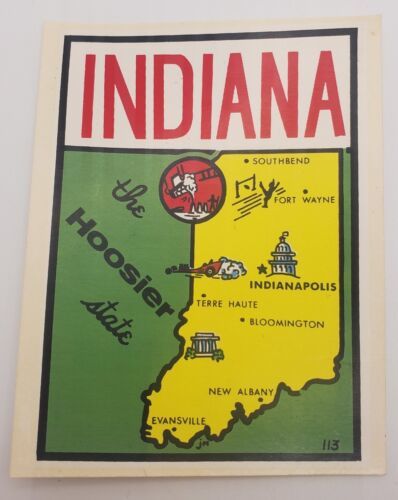 INDIANA
the
Hoosier
state
SOUTHBEND
FORT WAYNE
INDIANAPOLIS
TERRE HAUTE
BLOOMINGTON
NEW ALBANY
EVANSVILLE
113